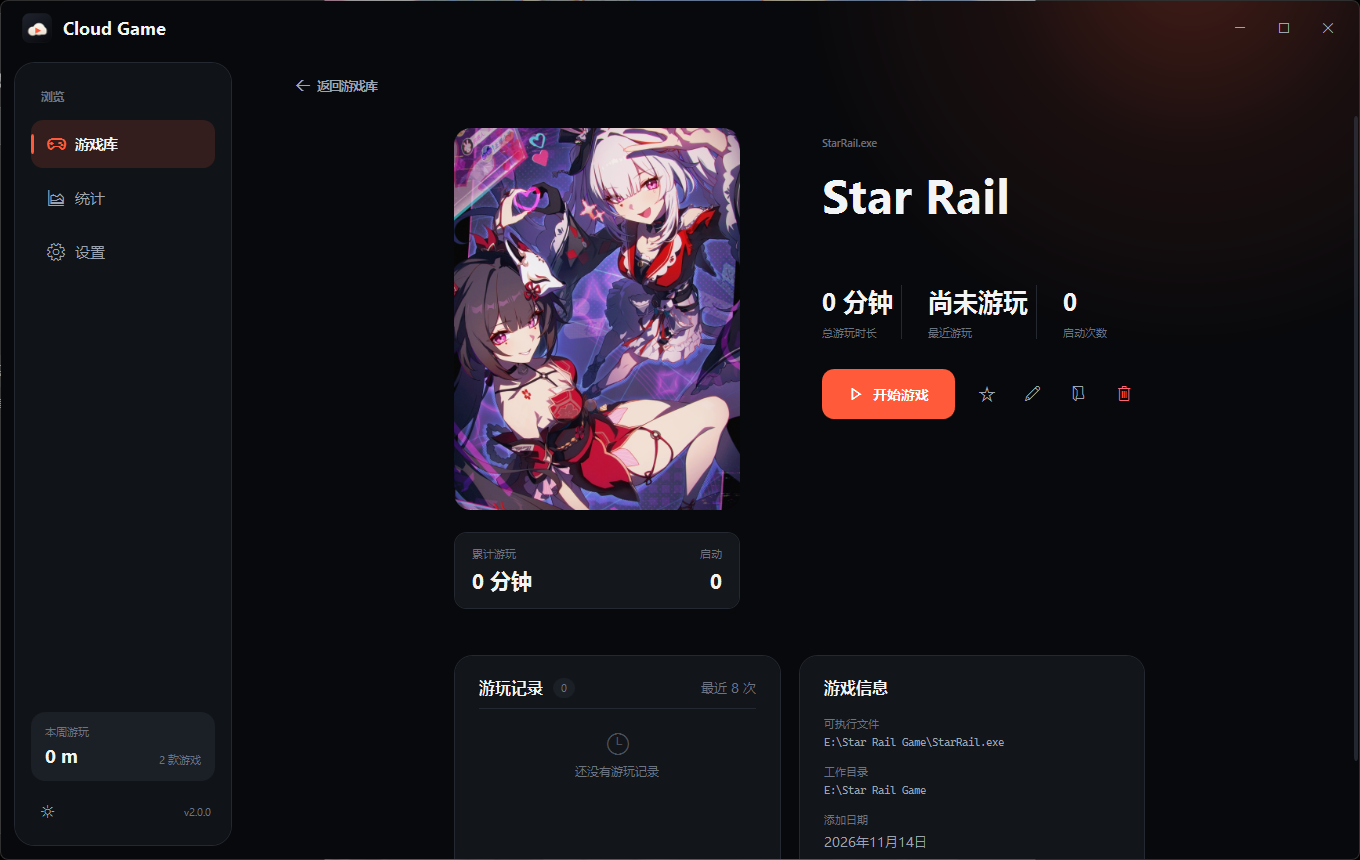 Cloud Game
浏览
游戏库
统计
设置
本周游玩
0 m
2 款游戏
v2.0.0
返回游戏库
StarRail.exe
Star Rail
0 分钟
总游玩时长
尚未游玩
最近游玩
0
启动次数
开始游戏
累计游玩
0 分钟
启动
0
游玩记录 0
最近 8 次
还没有游玩记录
游戏信息
可执行文件
E:\Star Rail Game\StarRail.exe
工作目录
E:\Star Rail Game
添加日期
2026年11月14日